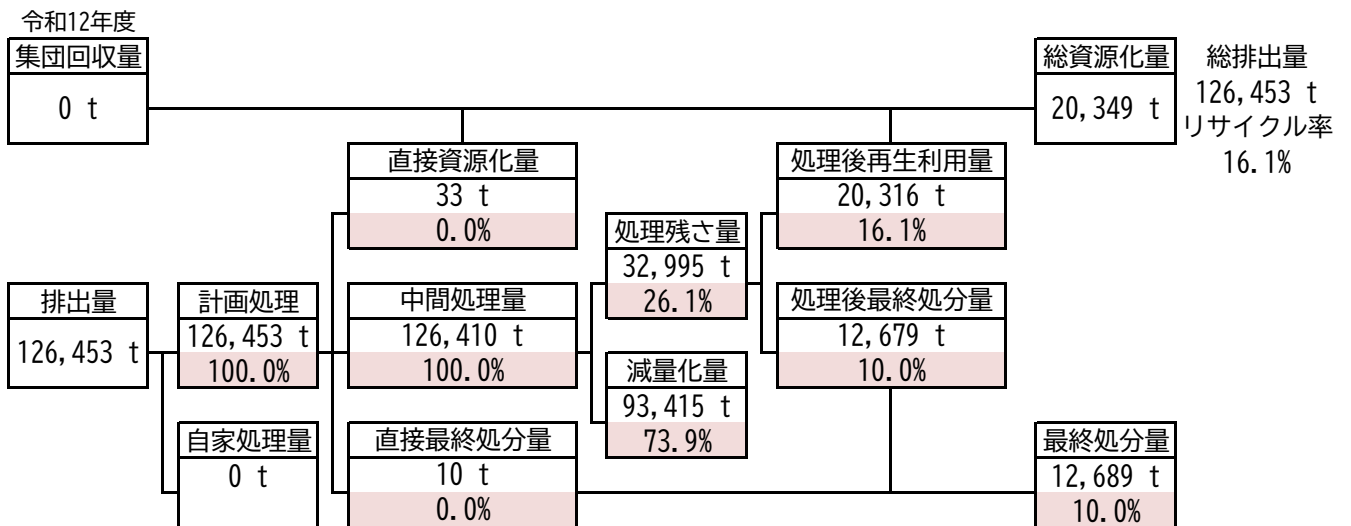 令和12年度
集団回収量
0 t
総資源化量
20,349 t
総排出量
126,453 t
リサイクル率
16.1%
直接資源化量
33 t
0.0%
処理後再生利用量
20,316 t
16.1%
処理残さ量
32,995 t
26.1%
排出量
126,453 t
計画処理
126,453 t
100.0%
中間処理量
126,410 t
100.0%
処理後最終処分量
12,679 t
10.0%
減量化量
93,415 t
73.9%
自家処理量
0 t
直接最終処分量
10 t
0.0%
最終処分量
12,689 t
10.0%